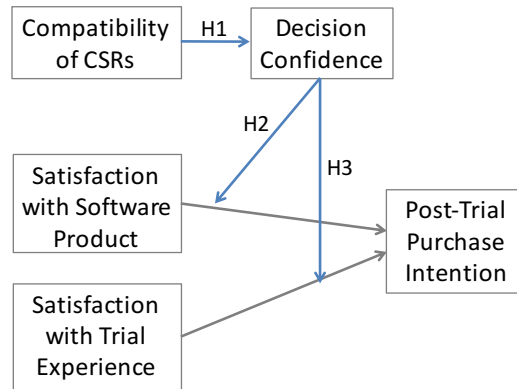 Compatibility
of CSRs
H1
Decision
Confidence
H2
H3
Satisfaction
with Software
Product
Post-Trial
Purchase
Intention
Satisfaction
with Trial
Experience